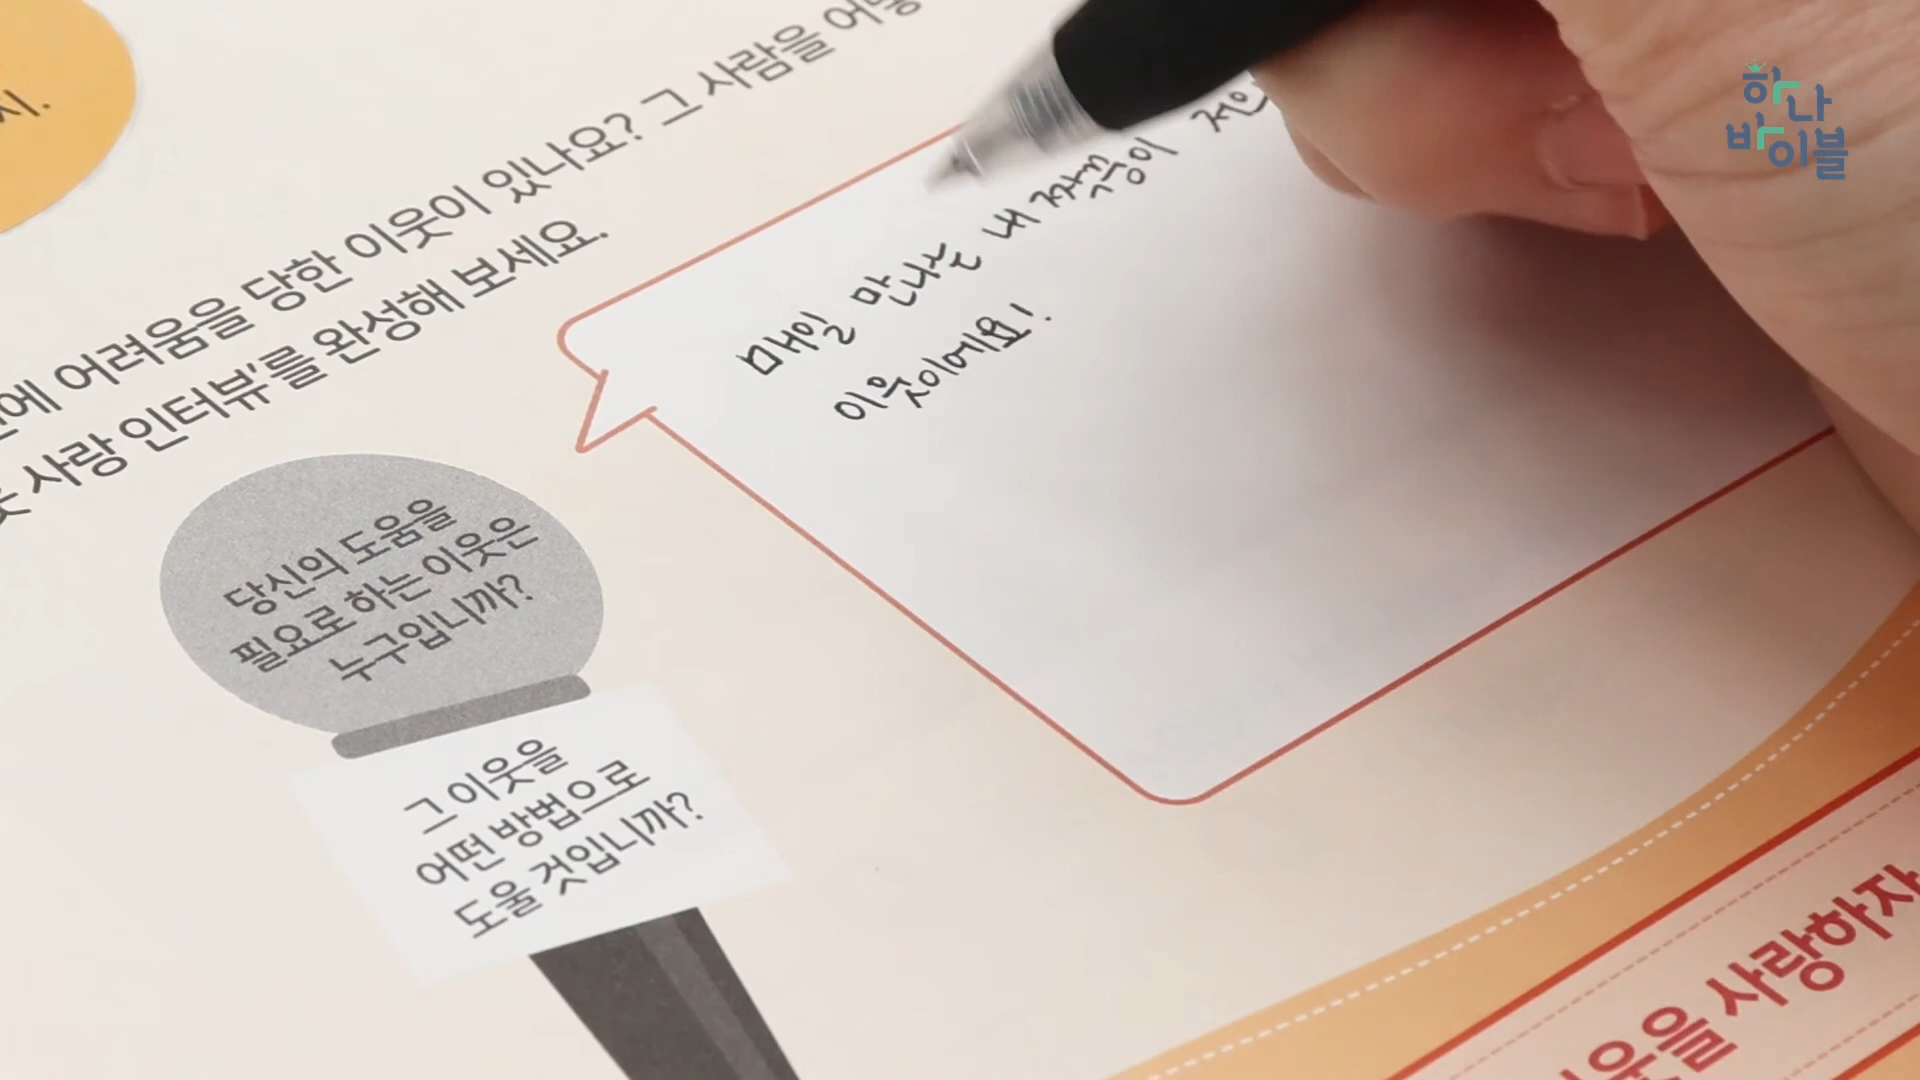 하나
바이블
지.
어려움을 당한 이웃이 있나요? 그 사람을
사랑 인터뷰'를 완성해 보세요.
매일 만나는 내 짝꿍이
이웃이에요!
당신의 도움을
필요로 하는 이웃은
누구입니까?
그 이웃을
어떤 방법으로
도울 것입니까?
사랑하자